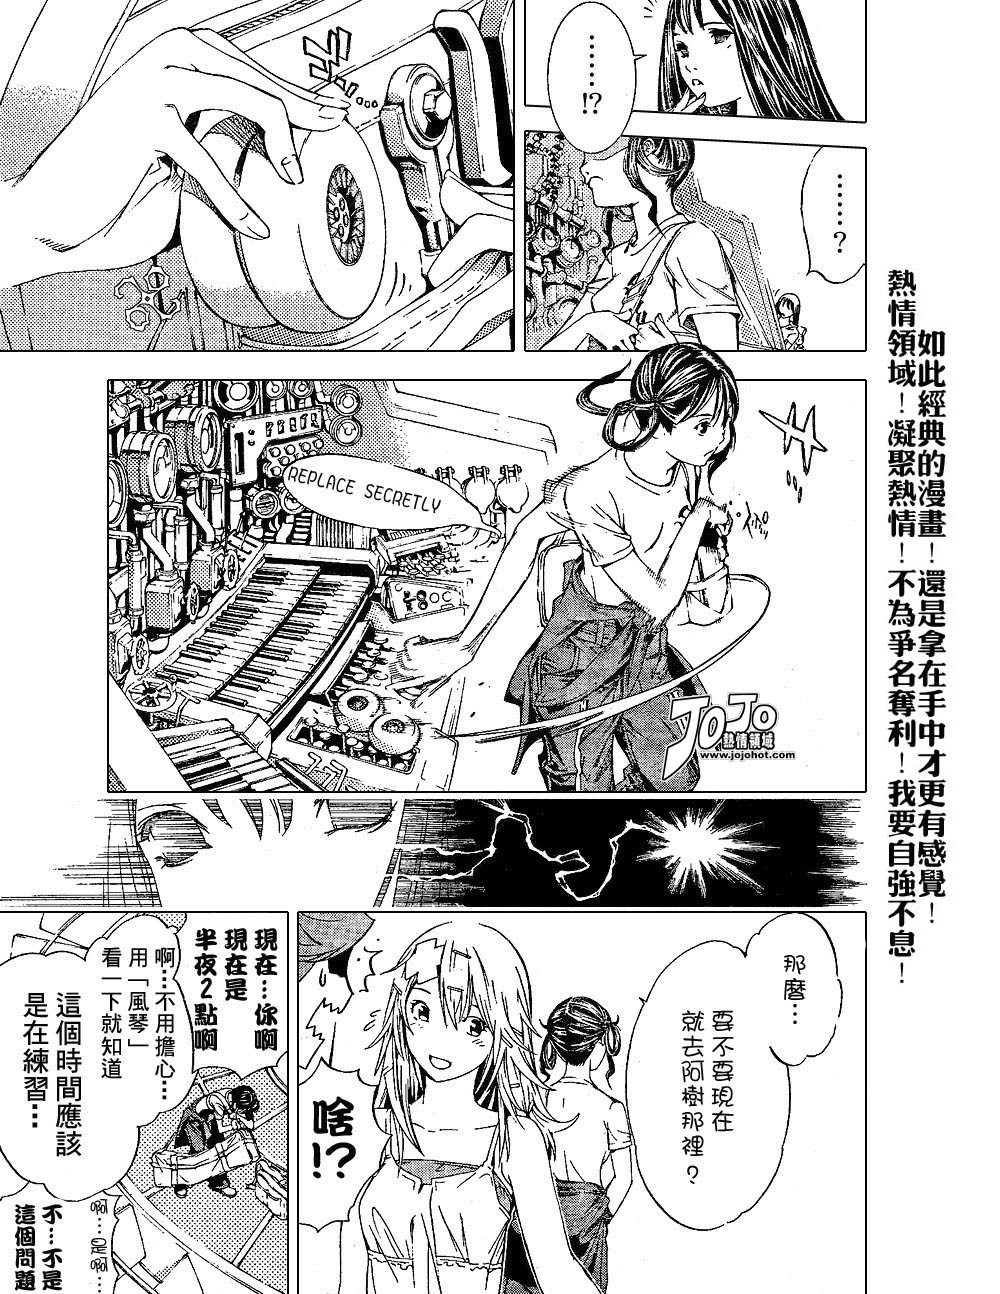 ……!?
……?
REPLACE SECRETLY
JOJO
熱情領域
www.jojohot.com
如此經典的漫畫！還是拿在手中才更有感覺！
熱情領域！凝聚熱情！不為爭名奪利！我要自強不息！
那麼…
要不要現在
就去阿樹那裡？
啥!?
現在…你啊
現在是
半夜2點啊
啊…不用擔心…
用「風琴」
看一下就知道
這個時間應該
是在練習…
啊…是啊…
不…不是
這個問題